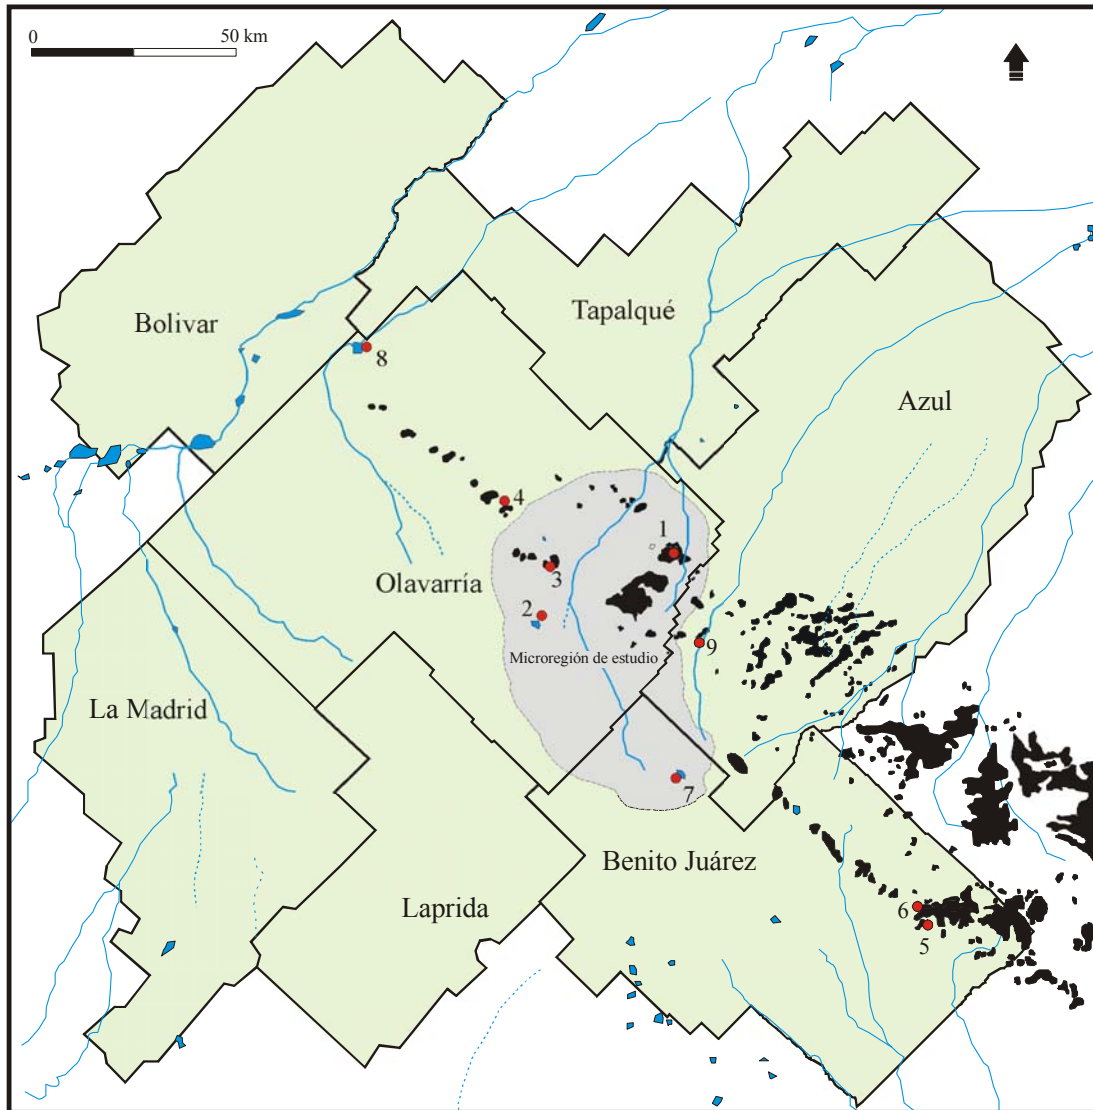 0 50 km
Tapalqué
Bolivar
8
Azul
4
1
3
Olavarría
2
9
Microregión de estudio
La Madrid
7
Benito Juárez
Laprida
6
5